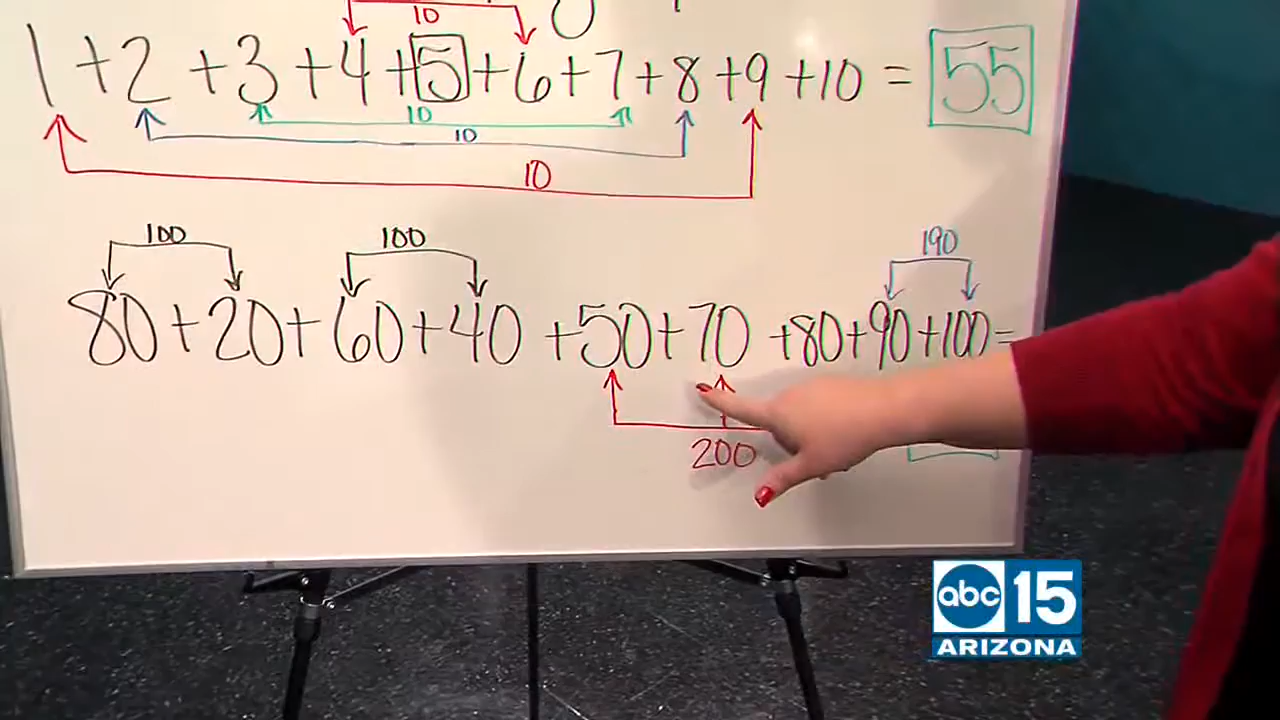 10
1 +2 +3 +4 +5 +6 +7 +8 +9 +10 = 55
10
10
10
100 100 190
80+20+60+40 +50+70 +80+90+100=
200
abc 15
ARIZONA